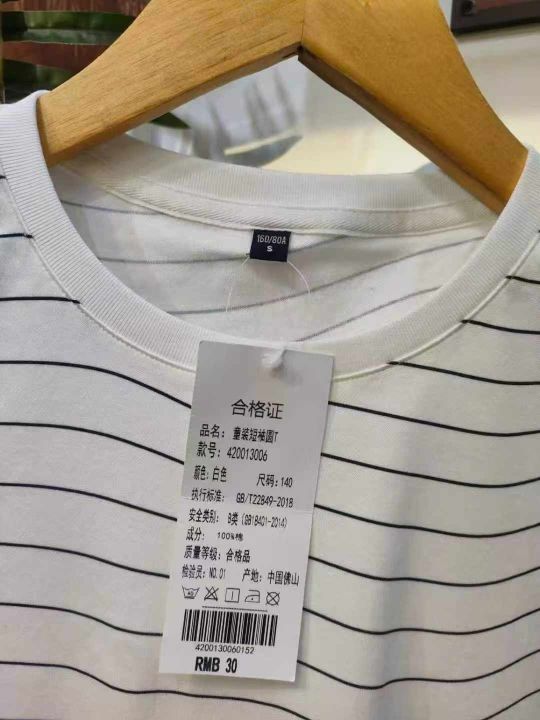 160/80A
S
合格证
品名: 童装短袖圆T
款号: 420013006
颜色: 白色 尺码: 140
执行标准: GB/T22849-2018
安全类别: B类 (GB18401-2014)
成分: 100%棉
质量等级: 合格品
检验员: NO.01 产地: 中国佛山
4200130060152
RMB 30